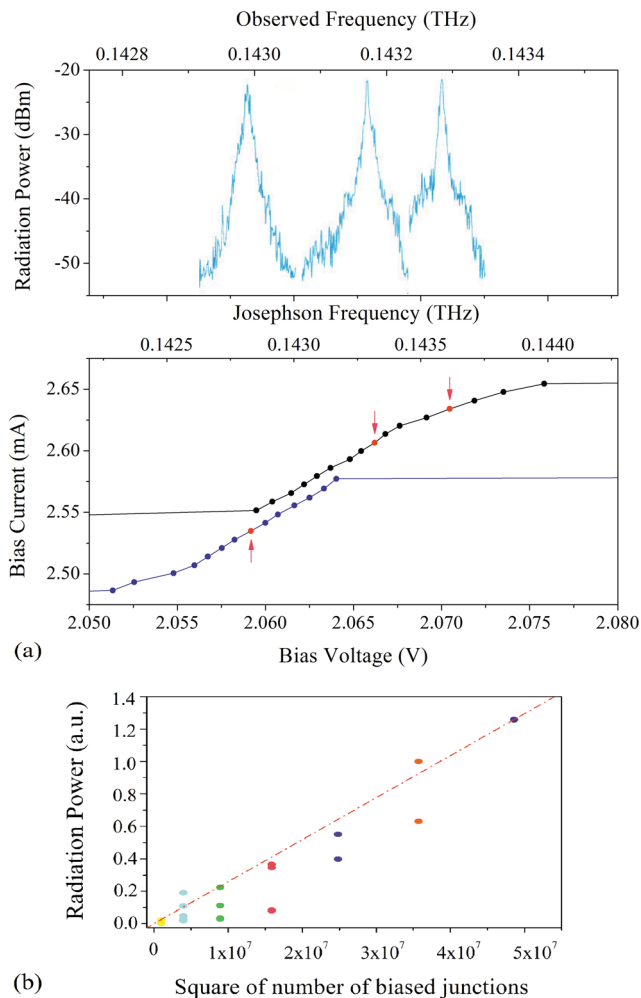 Observed Frequency (THz)
0.1428 0.1430 0.1432 0.1434
-20
-30
-40
-50
Radiation Power (dBm)
Josephson Frequency (THz)
0.1425 0.1430 0.1435 0.1440
2.65
2.60
2.55
2.50
Bias Current (mA)
2.050 2.055 2.060 2.065 2.070 2.075 2.080
(a) Bias Voltage (V)
1.4
1.2
1.0
0.8
0.6
0.4
0.2
0.0
Radiation Power (a.u.)
0 1x10⁷ 2x10⁷ 3x10⁷ 4x10⁷ 5x10⁷
(b) Square of number of biased junctions